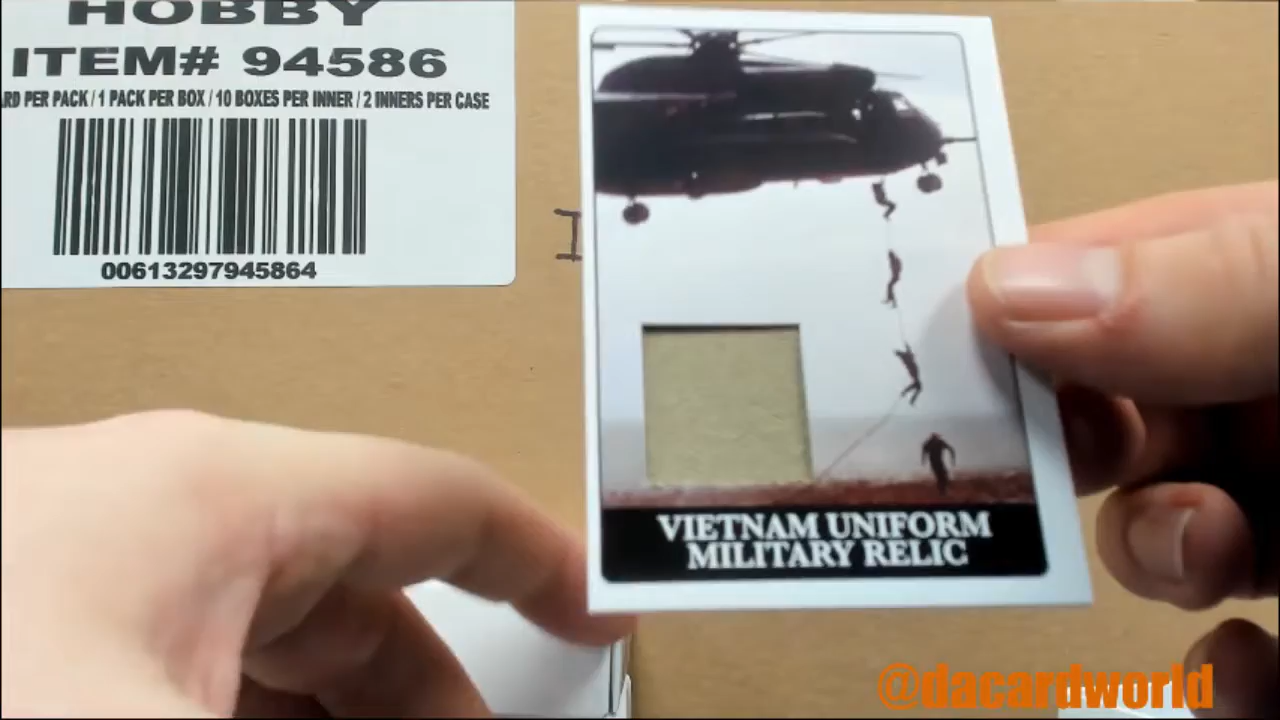 HOBBY
ITEM# 94586
RD PER PACK / 1 PACK PER BOX / 10 BOXES PER INNER / 2 INNERS PER CASE
00613297945864
VIETNAM UNIFORM
MILITARY RELIC
@dacardworld